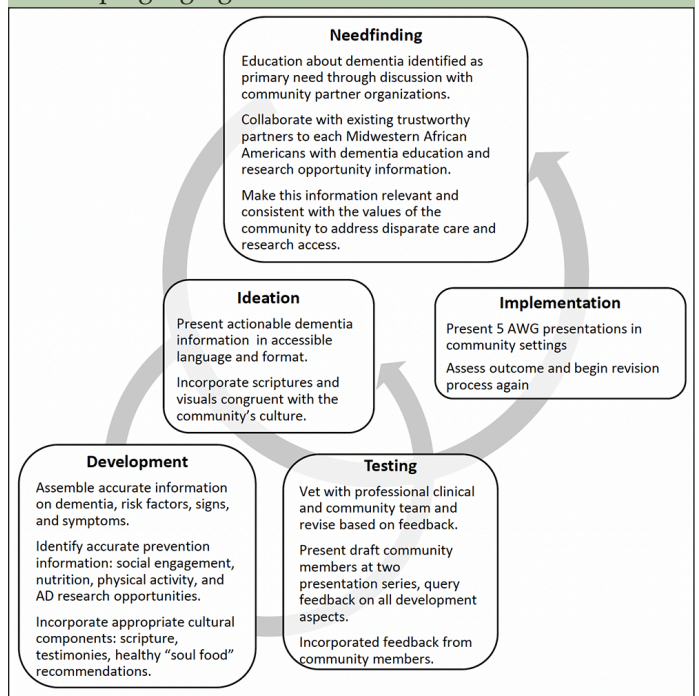 Needfinding
Education about dementia identified as
primary need through discussion with
community partner organizations.
Collaborate with existing trustworthy
partners to each Midwestern African
Americans with dementia education and
research opportunity information.
Make this information relevant and
consistent with the values of the
community to address disparate care and
research access.
Ideation
Present actionable dementia
information in accessible
language and format.
Incorporate scriptures and
visuals congruent with the
community's culture.
Implementation
Present 5 AWG presentations in
community settings
Assess outcome and begin revision
process again
Development
Assemble accurate information
on dementia, risk factors, signs,
and symptoms.
Identify accurate prevention
information: social engagement,
nutrition, physical activity, and
AD research opportunities.
Incorporate appropriate cultural
components: scripture,
testimonies, healthy “soul food”
recommendations.
Testing
Vet with professional clinical
and community team and
revise based on feedback.
Present draft community
members at two
presentation series, query
feedback on all development
aspects.
Incorporated feedback from
community members.